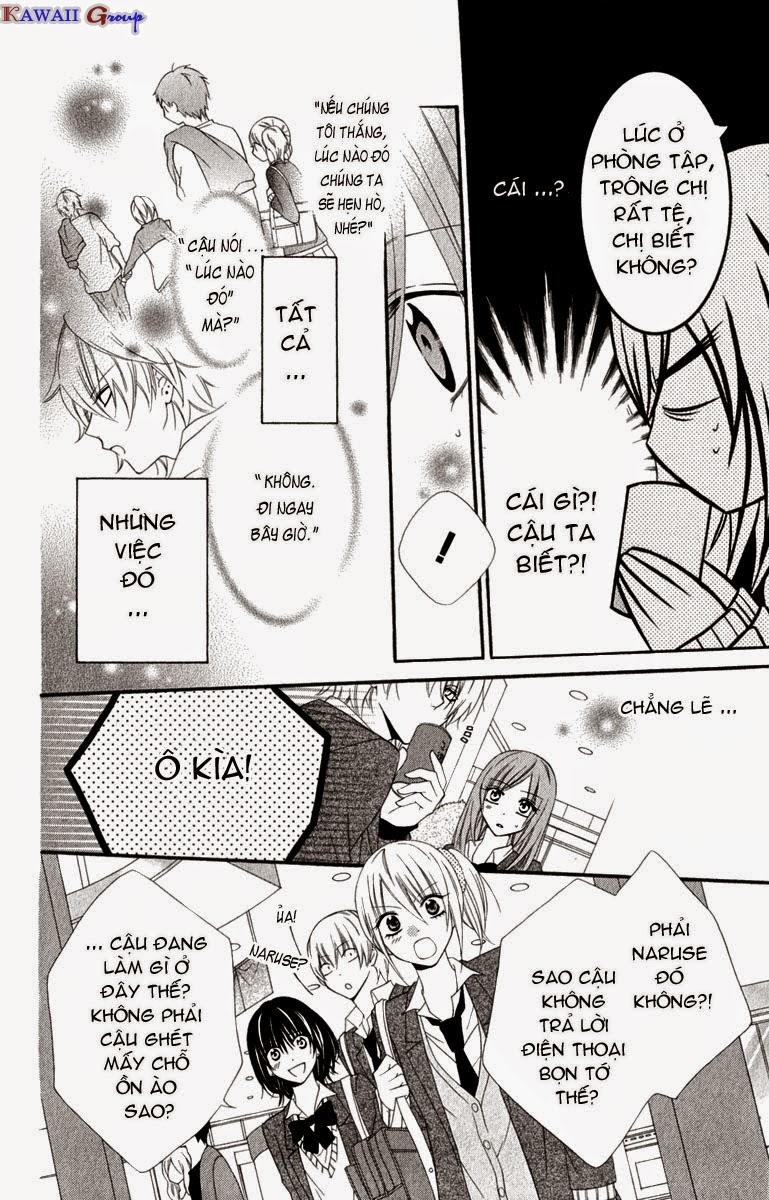 KAWAII Group
LÚC Ở
PHÒNG TẬP,
TRÔNG CHỊ
RẤT TỆ,
CHỊ BIẾT
KHÔNG?
CÁI ...?
CÁI GÌ?!
CẬU TA
BIẾT?!
"NẾU CHÚNG
TÔI THẮNG,
LÚC NÀO ĐÓ
CHÚNG TA
SẼ HẸN HÒ,
NHÉ?"
"CÂU NÓI ...
"LÚC NÀO
ĐÓ"
MÀ?"
TẤT
CẢ
...
"KHÔNG.
ĐI NGAY
BÂY GIỜ."
!
NHỮNG
VIỆC
ĐÓ
...
CHẲNG LẼ ...
Ô KÌA!
PHẢI
NARUSE
ĐÓ
KHÔNG?!
SAO CẬU
KHÔNG
TRẢ LỜI
ĐIỆN THOẠI
BỌN TỚ
THẾ?
ỦA!
NARUSE?
... CẬU ĐANG
LÀM GÌ Ở
ĐÂY THẾ?
KHÔNG PHẢI
CẬU GHÉT
MẤY CHỖ
ỒN ÀO
SAO?